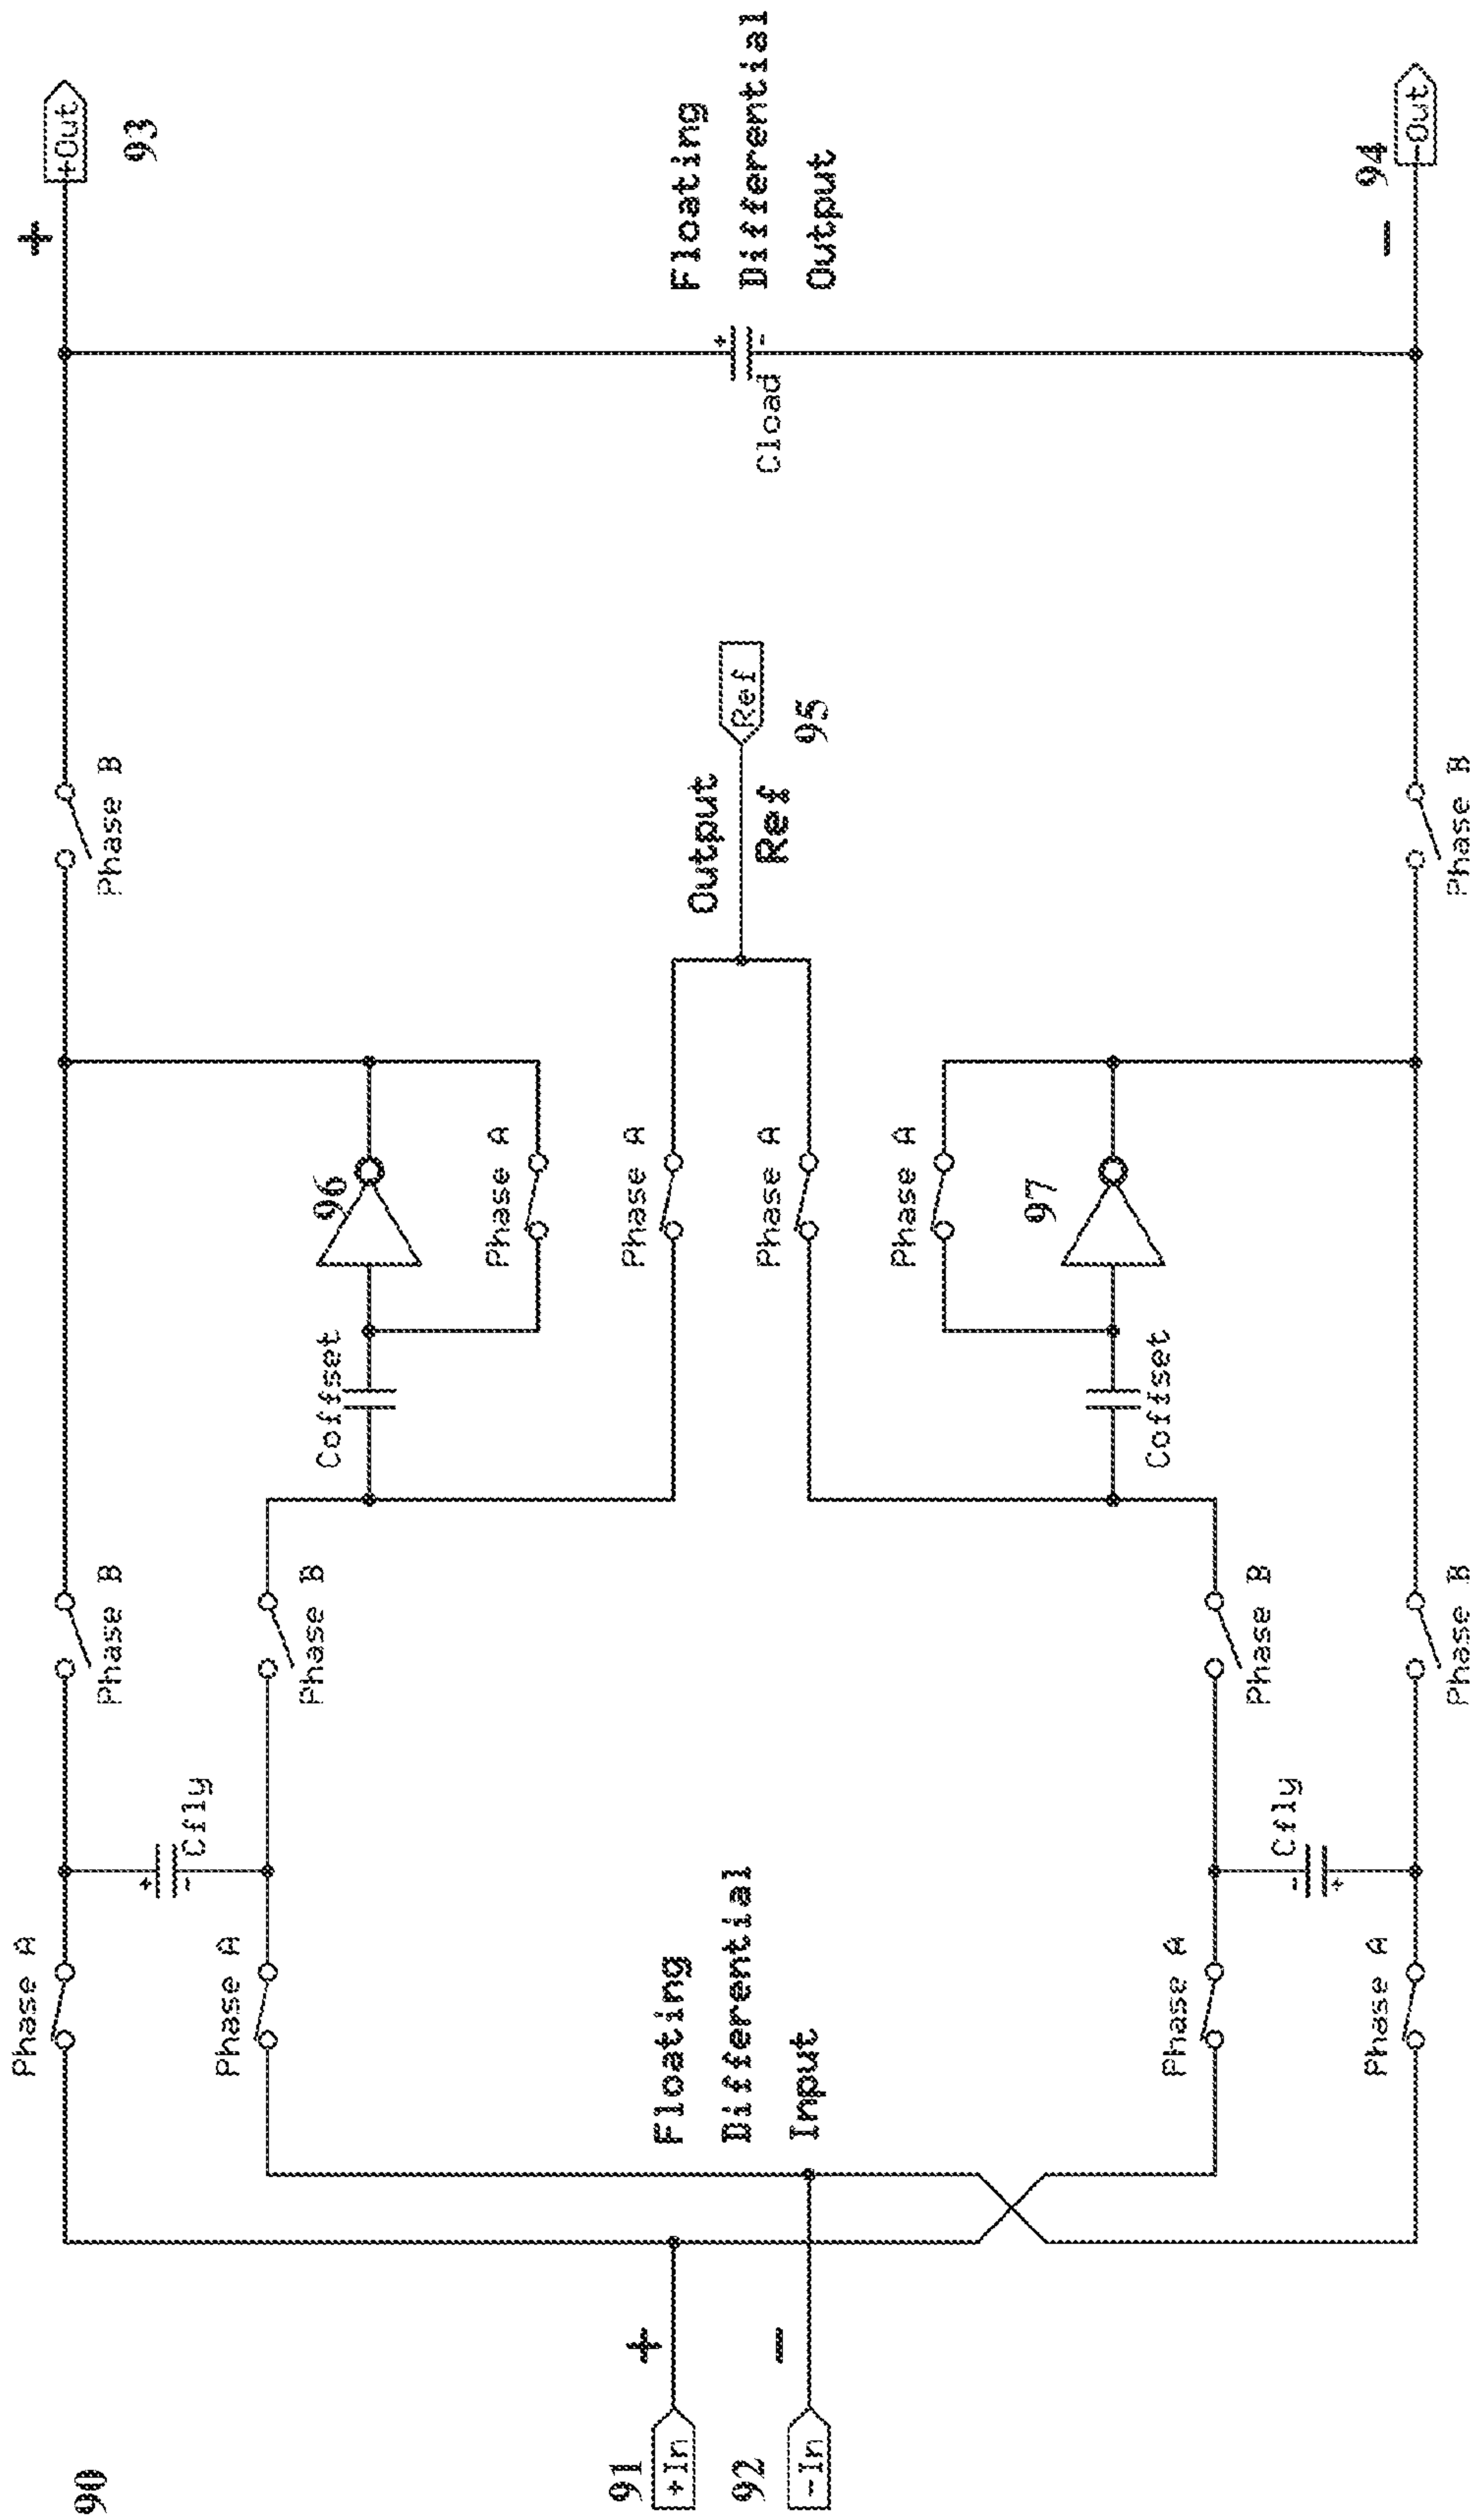 90
Phase A
+
+Out
93
Phase B
Phase B
+
-
Cfly
Phase A
Phase B
Coffset
96
Phase A
91
+In
+
Floating
Differential
Input
Phase A
Output
Ref
Ref
95
Floating
Differential
Output
+
-
Cload
92
-In
−
Phase A
Phase A
97
Coffset
Phase A
Phase B
-
+
Cfly
Phase A
Phase B
Phase B
94
−
-Out